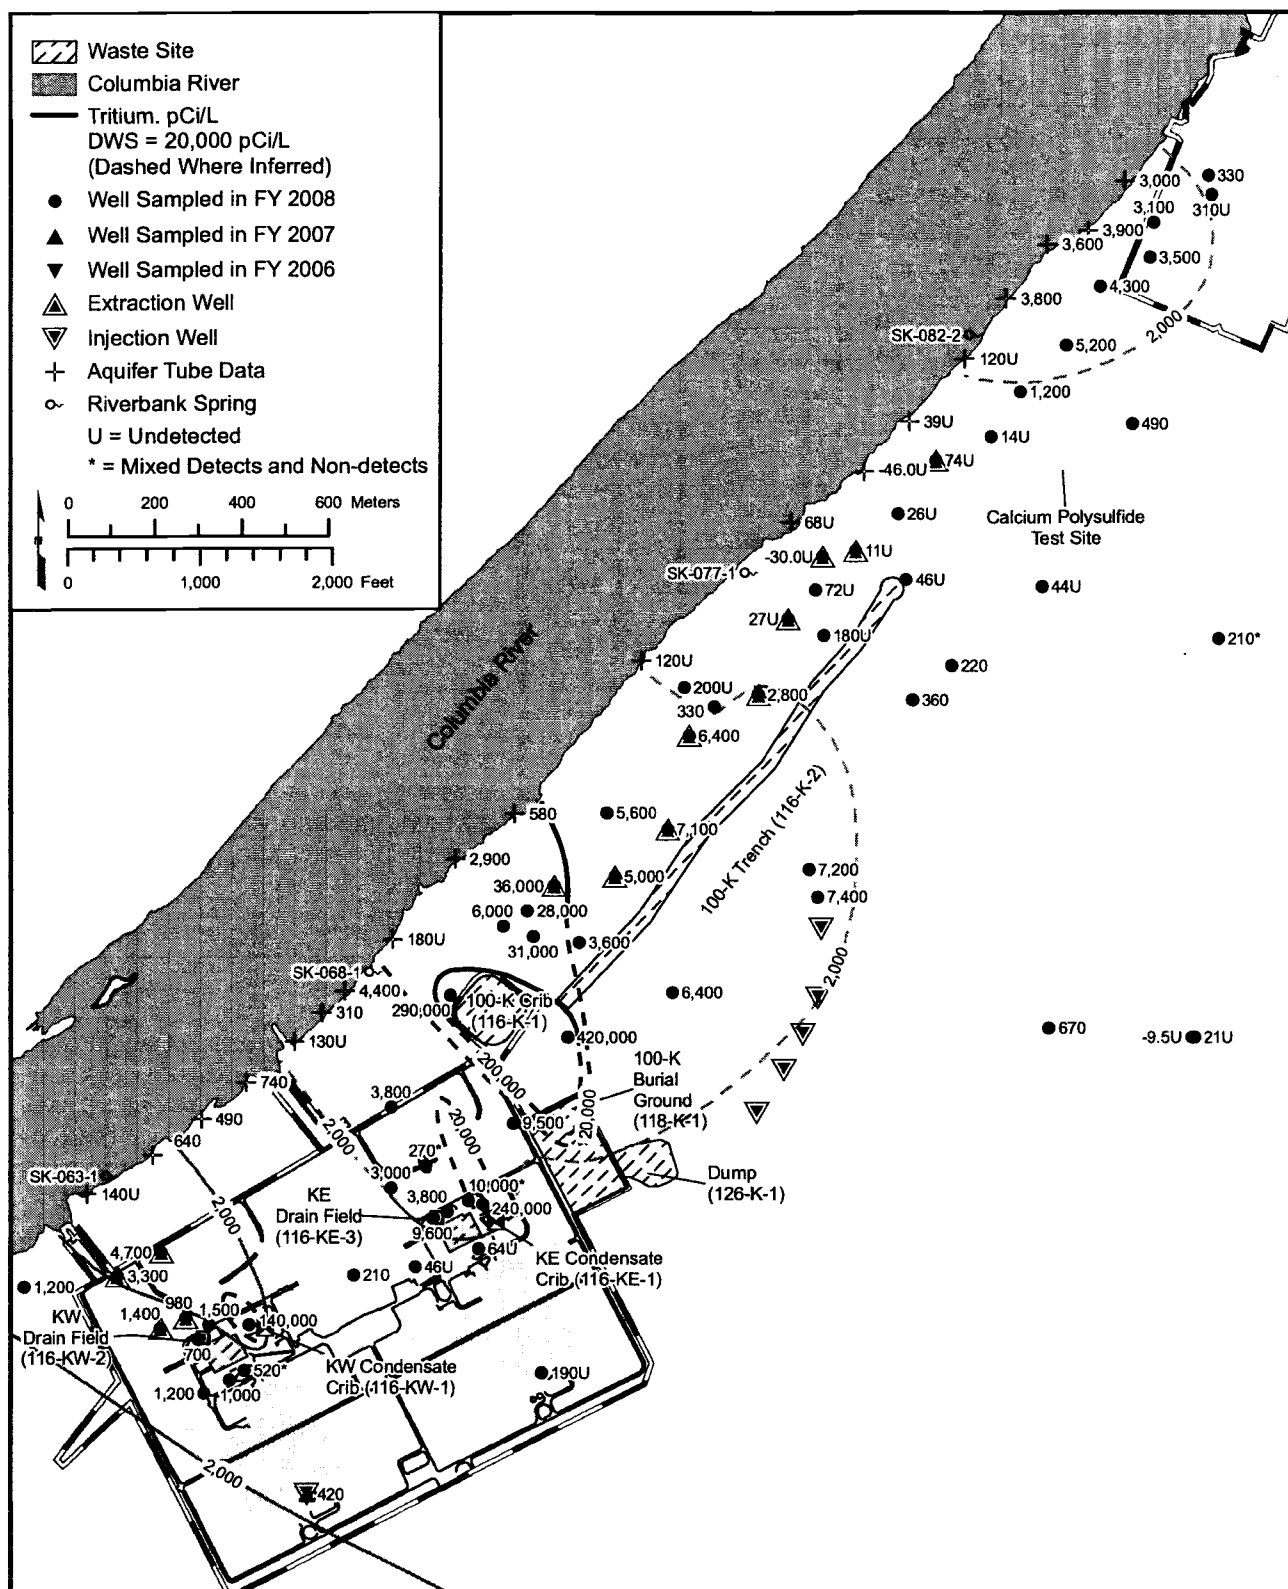 Waste Site
Columbia River
Tritium. pCi/L
DWS = 20,000 pCi/L
(Dashed Where Inferred)
Well Sampled in FY 2008
Well Sampled in FY 2007
Well Sampled in FY 2006
Extraction Well
Injection Well
Aquifer Tube Data
Riverbank Spring
U = Undetected
* = Mixed Detects and Non-detects
0 200 400 600 Meters
0 1,000 2,000 Feet
330
3,000
310U
3,100
3,900
3,600
3,500
4,300
3,800
2,000
SK-082-2
5,200
120U
1,200
39U
490
14U
74U
-46.0U
26U
Calcium Polysulfide
Test Site
68U
-30.0U
11U
SK-077-1
46U
72U
44U
27U
180U
210*
Columbia River
120U
220
200U
2,800
360
330
6,400
100-K Trench (116-K-2)
580
5,600
7,100
2,900
7,200
5,000
36,000
7,400
28,000
6,000
31,000
3,600
180U
2,000
SK-068-1
4,400
6,400
290,000
100-K Crib
(116-K-1)
310
670
-9.5U
21U
130U
420,000
200,000
100-K
Burial
Ground
(118-K-1)
740
3,800
20,000
490
9,500
2,000
20,000
640
270*
Dump
(126-K-1)
SK-063-1
3,000
140U
KE
Drain Field
(116-KE-3)
3,800
10,000*
240,000
2,000
9,600
4,700
64U
KE Condensate
Crib (116-KE-1)
3,300
46U
210
1,200
980
1,500
140,000
1,400
KW
Drain Field
(116-KW-2)
700
520*
KW Condensate
Crib (116-KW-1)
190U
1,200
1,000
2,000
420